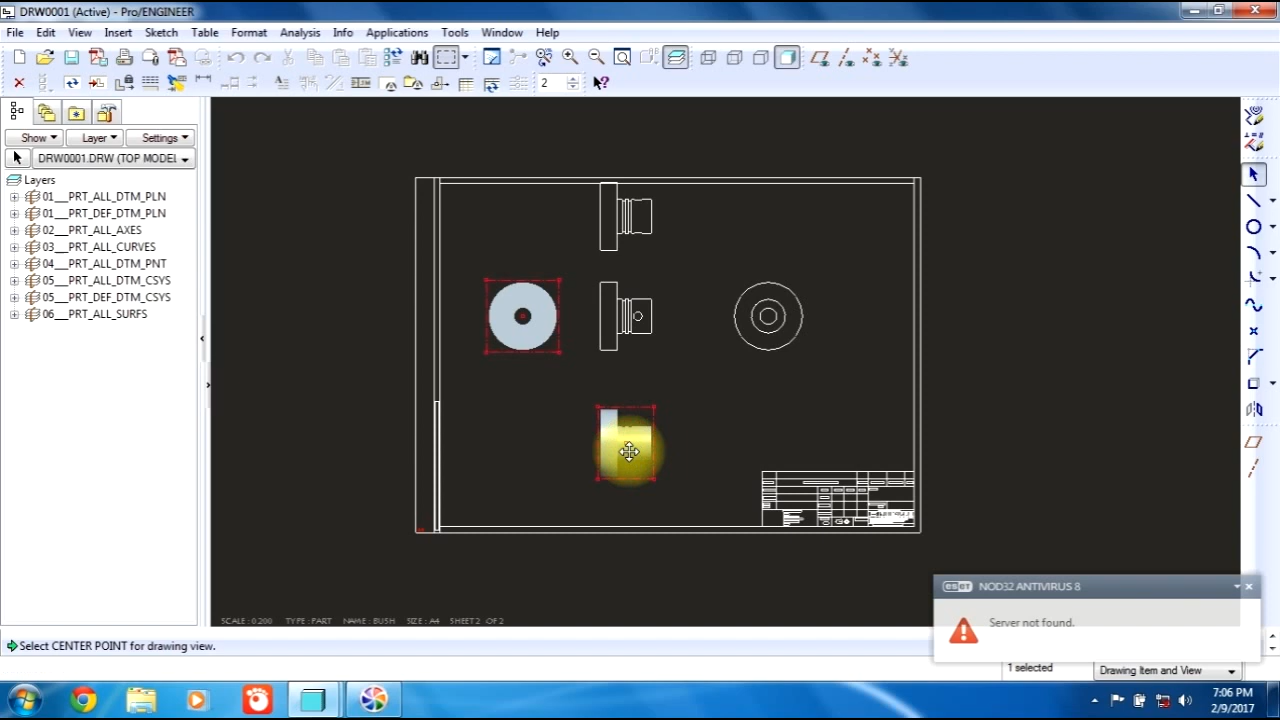 DRW0001 (Active) - Pro/ENGINEER
File Edit View Insert Sketch Table Format Analysis Info Applications Tools Window Help
2
Show Layer Settings
DRW0001.DRW (TOP MODEL
Layers
01__PRT_ALL_DTM_PLN
01__PRT_DEF_DTM_PLN
02__PRT_ALL_AXES
03__PRT_ALL_CURVES
04__PRT_ALL_DTM_PNT
05__PRT_ALL_DTM_CSYS
05__PRT_DEF_DTM_CSYS
06__PRT_ALL_SURFS
SCALE : 0.200 TYPE : PART NAME : BUSH SIZE : A4 SHEET 2 OF 2
eset NOD32 ANTIVIRUS 8
Server not found.
Select CENTER POINT for drawing view.
1 selected
Drawing Item and View
7:06 PM
2/9/2017